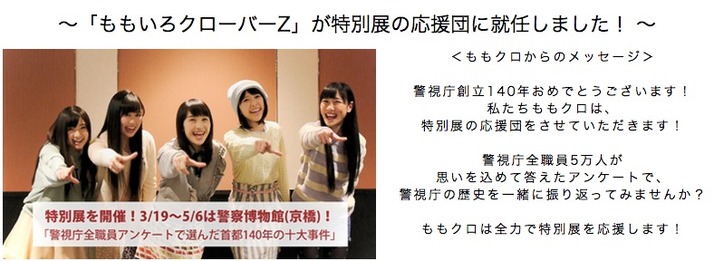 ～「ももいろクローバーZ」が特別展の応援団に就任しました！～
＜ももクロからのメッセージ＞
警視庁創立140年おめでとうございます！
私たちももクロは、
特別展の応援団をさせていただきます！
警視庁全職員5万人が
思いを込めて答えたアンケートで、
警視庁の歴史を一緒に振り返ってみませんか？
ももクロは全力で特別展を応援します！
特別展を開催！3/19～5/6は警察博物館(京橋)！
「警視庁全職員アンケートで選んだ首都140年の十大事件」